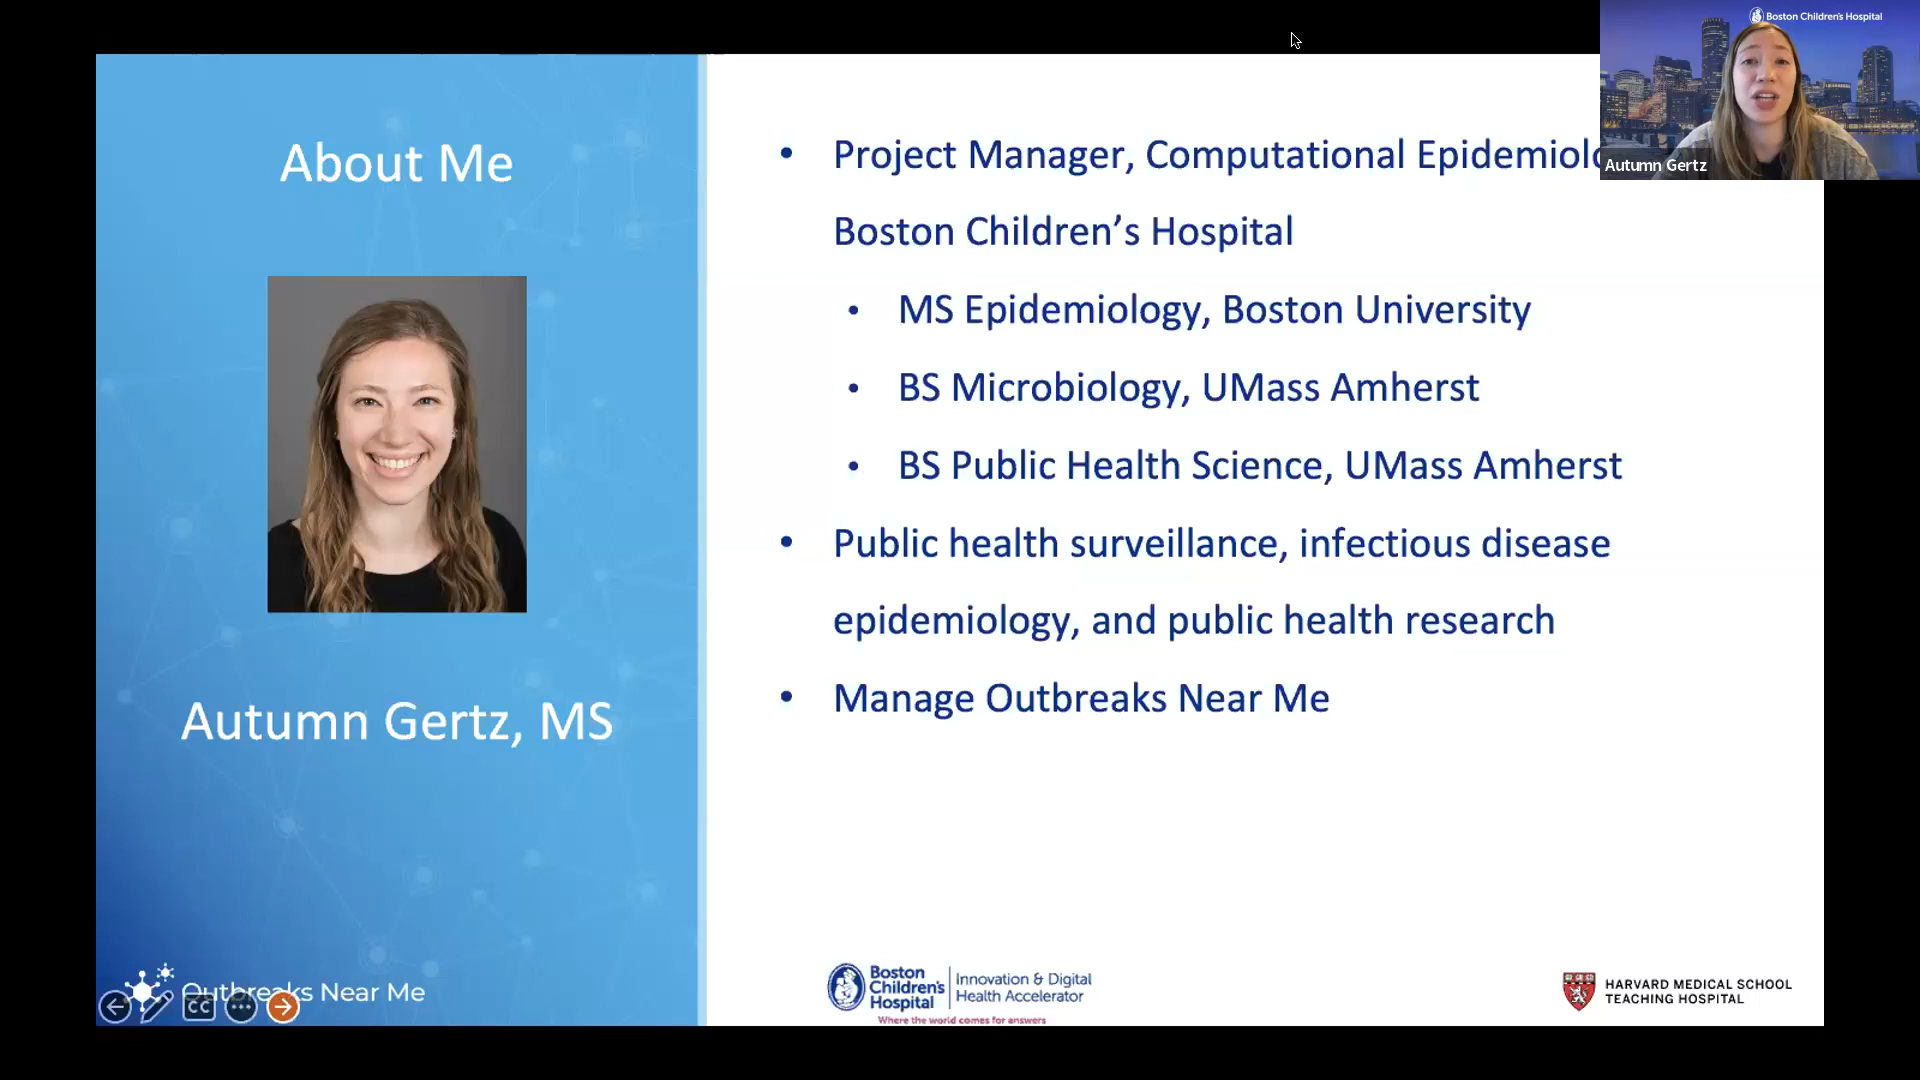 Boston Children's Hospital
About Me
Autumn Gertz, MS
• Project Manager, Computational
Boston Children's Hospital
• MS Epidemiology, Boston University
• BS Microbiology, UMass Amherst
• BS Public Health Science, UMass Amherst
• Public health surveillance, infectious disease
epidemiology, and public health research
• Manage Outbreaks Near Me
Autumn Gertz
Outbreaks Near Me
CC
Boston
Children's
Hospital
Innovation & Digital
Health Accelerator
Where the world comes for answers
HARVARD MEDICAL SCHOOL
TEACHING HOSPITAL